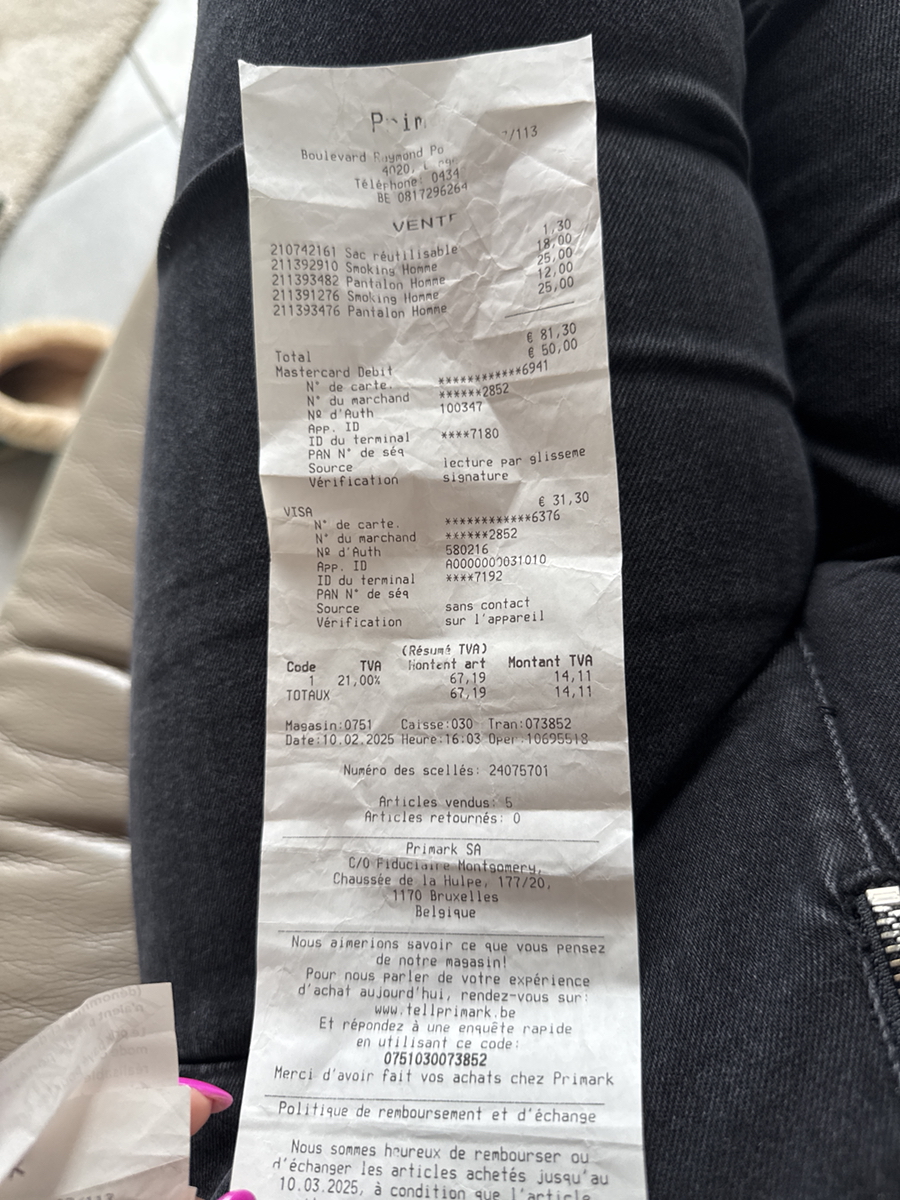 /113
Boulevard Raymond Po
4020,
Téléphone: 0434
BE 0817296264
VENTE
210742161 Sac réutilisable 1,30
211392910 Smoking Homme 18,00
211393482 Pantalon Homme 25,00
211391276 Smoking Homme 12,00
211393476 Pantalon Homme 25,00
Total € 81,30
Mastercard Debit € 50,00
N° de carte. ************6941
N° du marchand ******2852
Nº d'Auth 100347
App. ID
ID du terminal ****7180
PAN N° de séq
Source lecture par glisseme
Vérification signature
VISA € 31,30
N° de carte. ************6376
N° du marchand ******2852
Nº d'Auth 580216
App. ID A0000000031010
ID du terminal ****7192
PAN N° de séq
Source sans contact
Vérification sur l'appareil
(Résumé TVA)
Code TVA Montant art Montant TVA
1 21,00% 67,19 14,11
TOTAUX 67,19 14,11
Magasin:0751 Caisse:030 Tran:073852
Date:10.02.2025 Heure:16:03 Oper:10695518
Numéro des scellés: 24075701
Articles vendus: 5
Articles retournés: 0
Primark SA
C/O Fiduciaire Montgomery,
Chaussée de la Hulpe, 177/20,
1170 Bruxelles
Belgique
Nous aimerions savoir ce que vous pensez
de notre magasin!
Pour nous parler de votre expérience
d'achat aujourd'hui, rendez-vous sur:
www.tellprimark.be
Et répondez à une enquête rapide
en utilisant ce code:
0751030073852
Merci d'avoir fait vos achats chez Primark
Politique de remboursement et d'échange
Nous sommes heureux de rembourser ou
d'échanger les articles achetés jusqu'au
10.03.2025, à condition que l'article